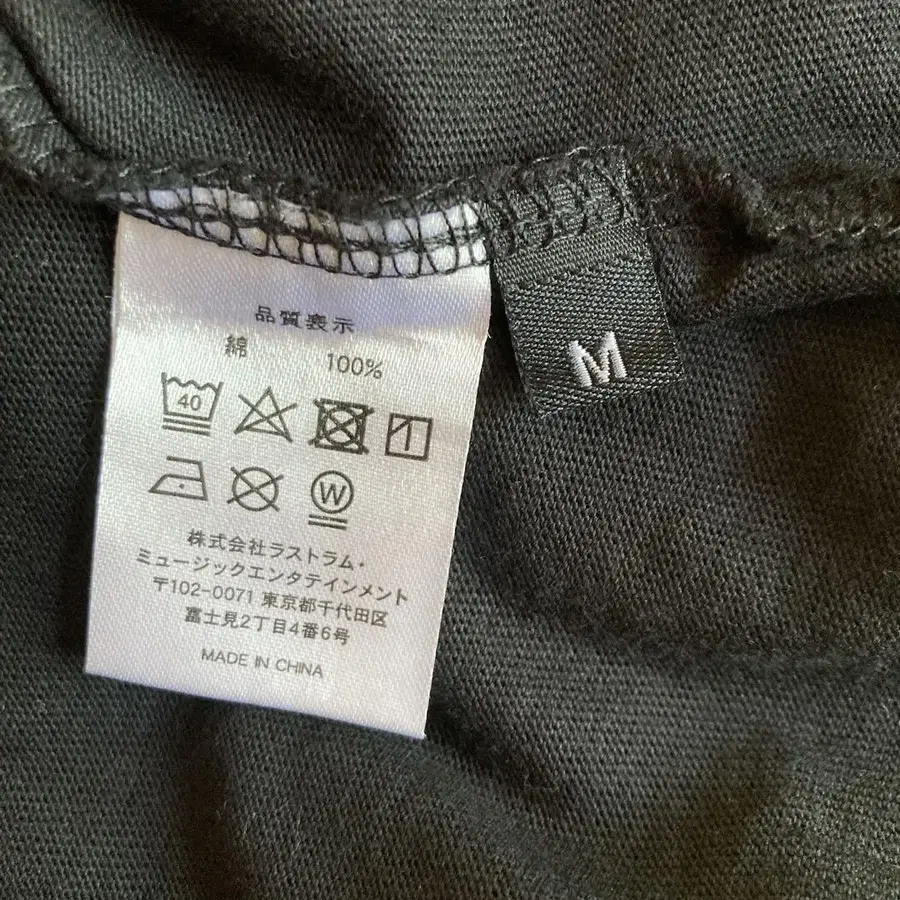 品質表示
綿 100%
40
W
株式会社ラストラム・
ミュージックエンタテインメント
〒102-0071 東京都千代田区
富士見2丁目4番6号
MADE IN CHINA
M